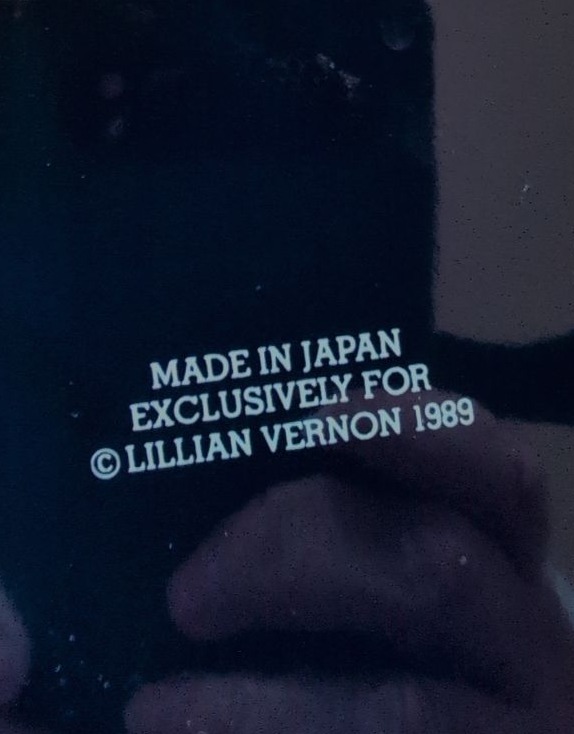 MADE IN JAPAN
EXCLUSIVELY FOR
© LILLIAN VERNON 1989